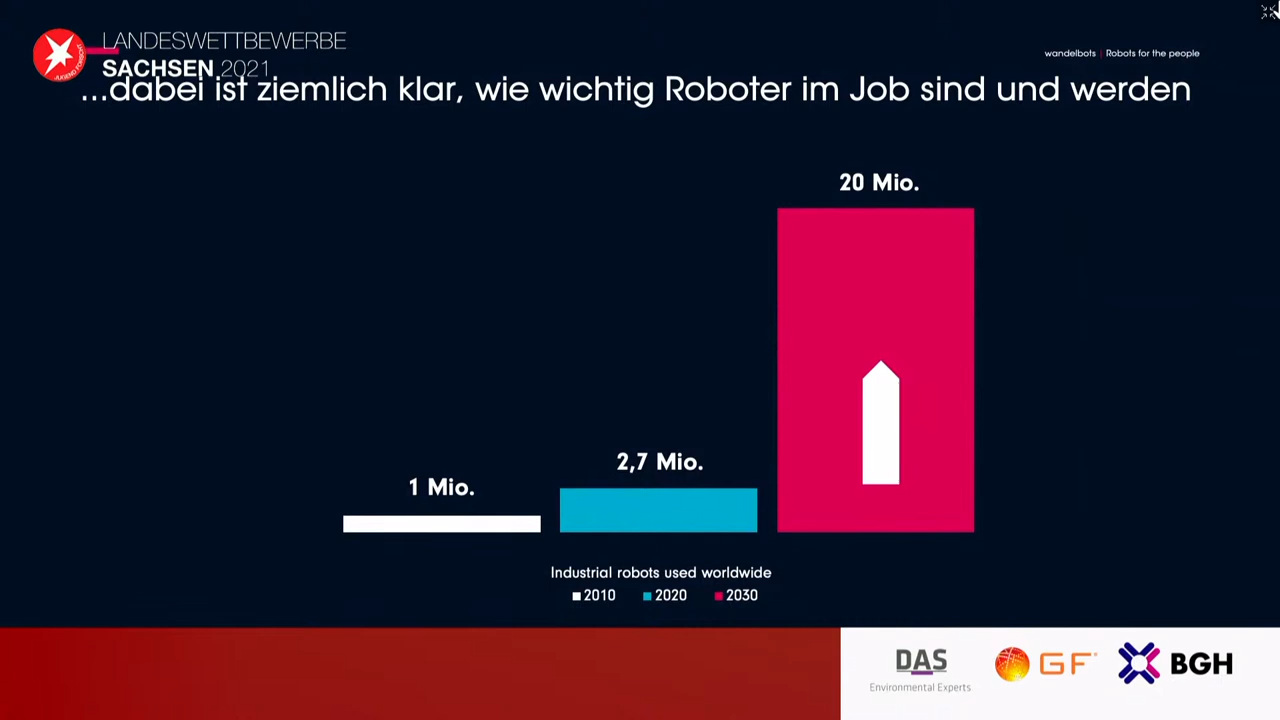 LANDESWETTBEWERBE
SACHSEN 2021
JUGEND FORSCHT
wandelbots | Robots for the people
...dabei ist ziemlich klar, wie wichtig Roboter im Job sind und werden
20 Mio.
2,7 Mio.
1 Mio.
Industrial robots used worldwide
2010 2020 2030
DAS
Environmental Experts
GF
BGH